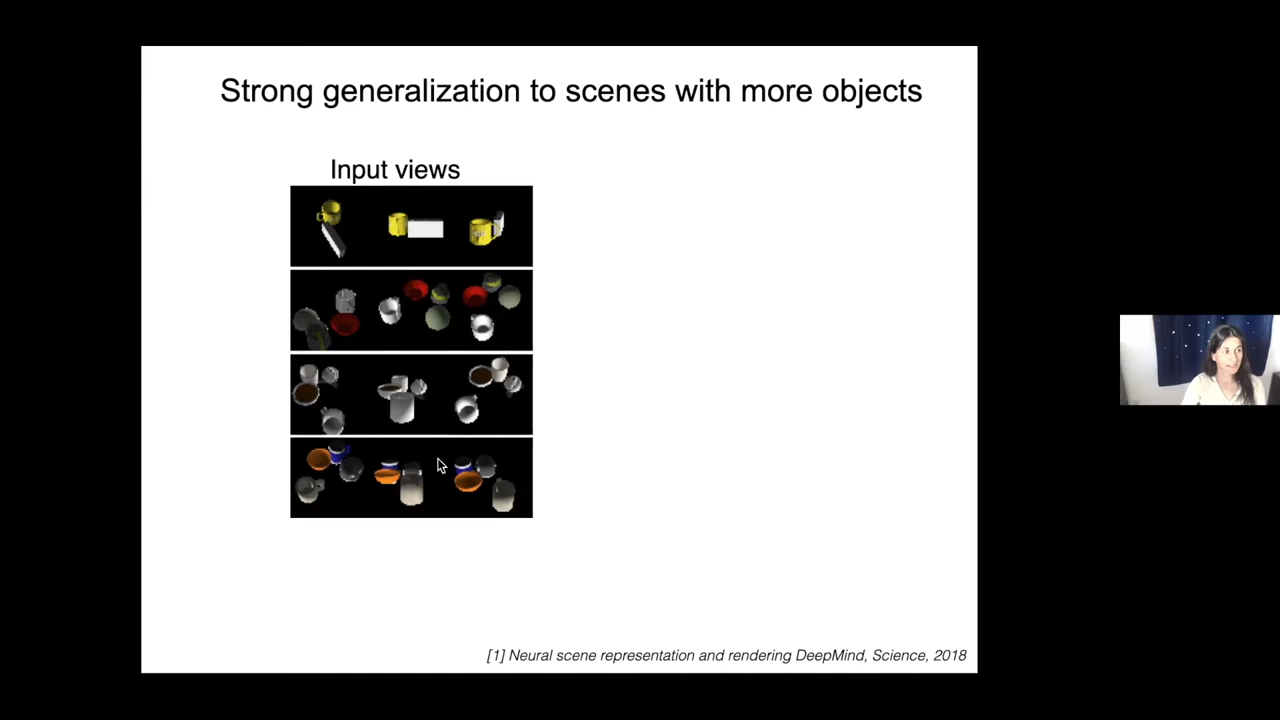 Strong generalization to scenes with more objects
Input views
[1] Neural scene representation and rendering DeepMind, Science, 2018